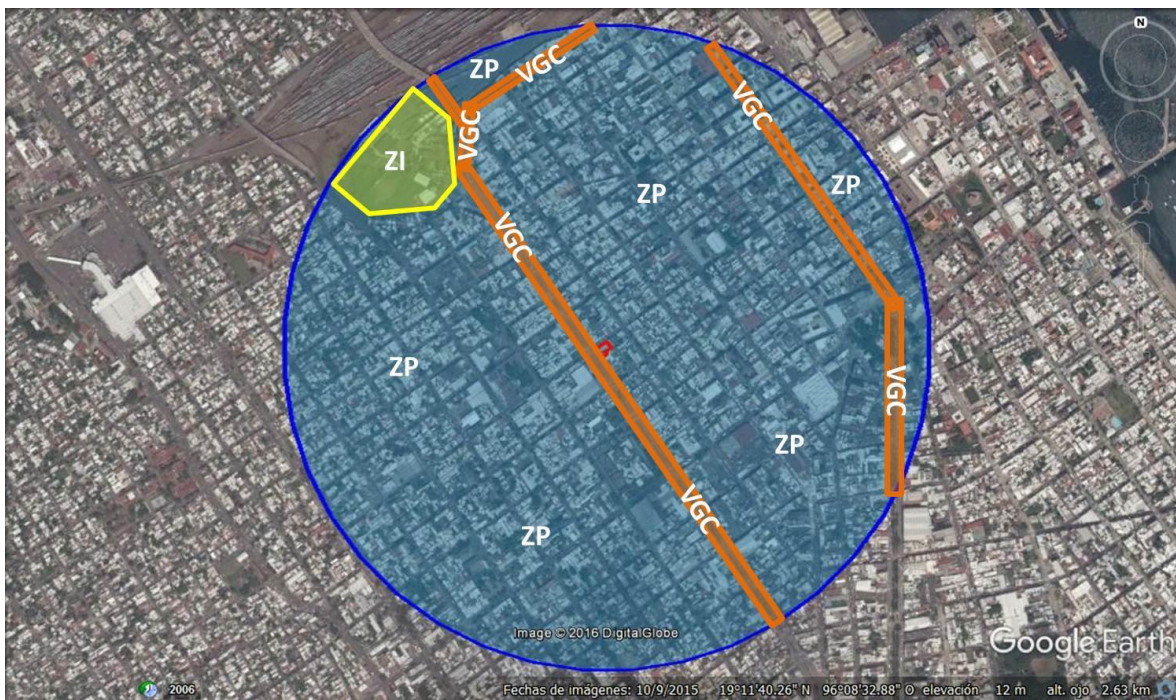 N
VGC
ZP
VGC
VGC
ZI
ZP
ZP
VGC
ZP
VGC
ZP
VGC
ZP
Image © 2016 DigitalGlobe
Google Earth
2006
Fechas de imágenes: 10/9/2015 19°11'40.26" N 96°08'32.88" O elevación 12 m alt. ojo 2.63 km